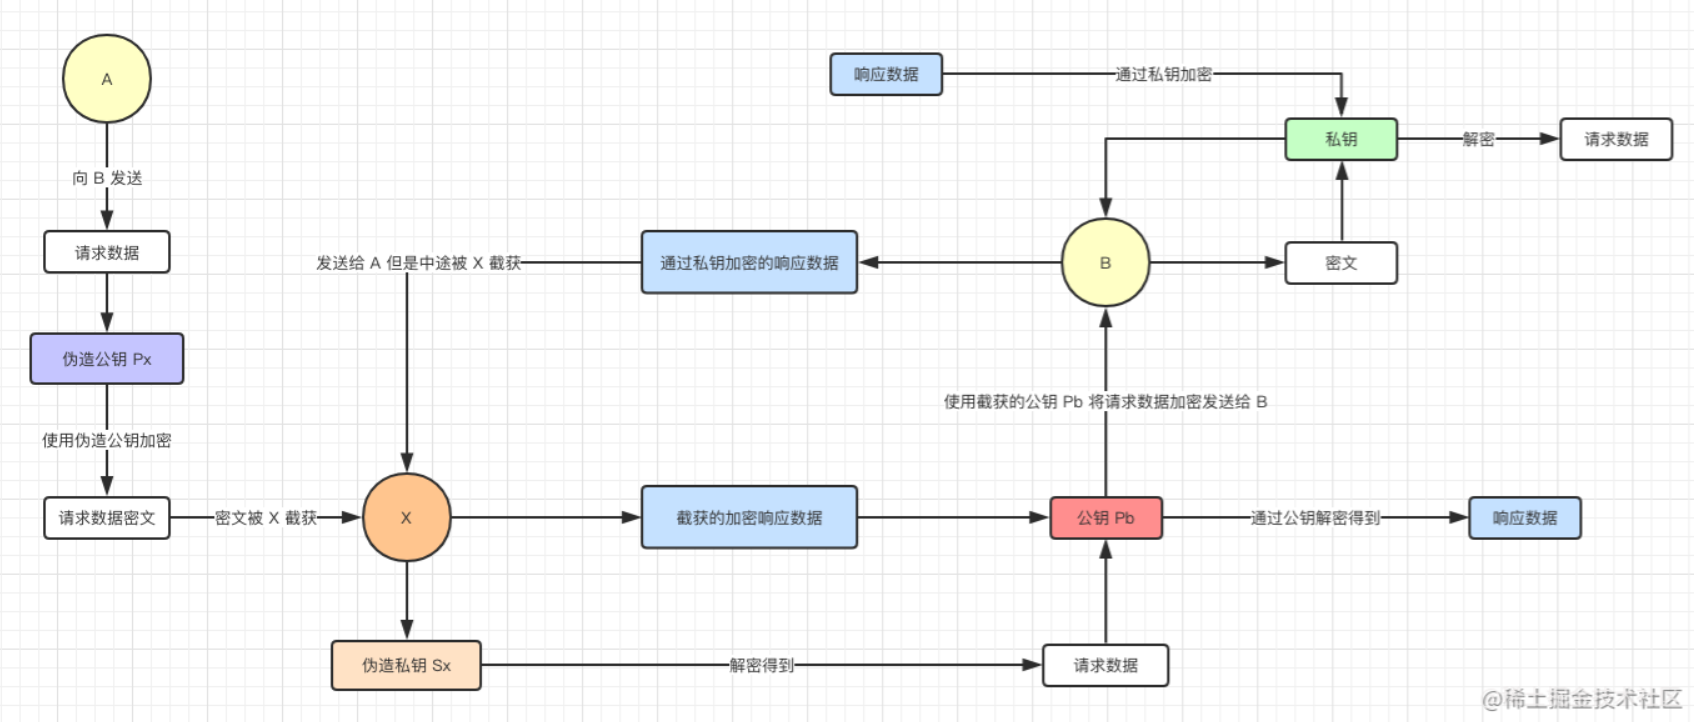 A
向 B 发送
请求数据
伪造公钥 Px
使用伪造公钥加密
请求数据密文
密文被 X 截获
X
伪造私钥 Sx
解密得到
请求数据
发送给 A 但是中途被 X 截获
通过私钥加密的响应数据
截获的加密响应数据
公钥 Pb
通过公钥解密得到
响应数据
使用截获的公钥 Pb 将请求数据加密发送给 B
B
密文
私钥
解密
请求数据
响应数据
通过私钥加密
@稀土掘金技术社区